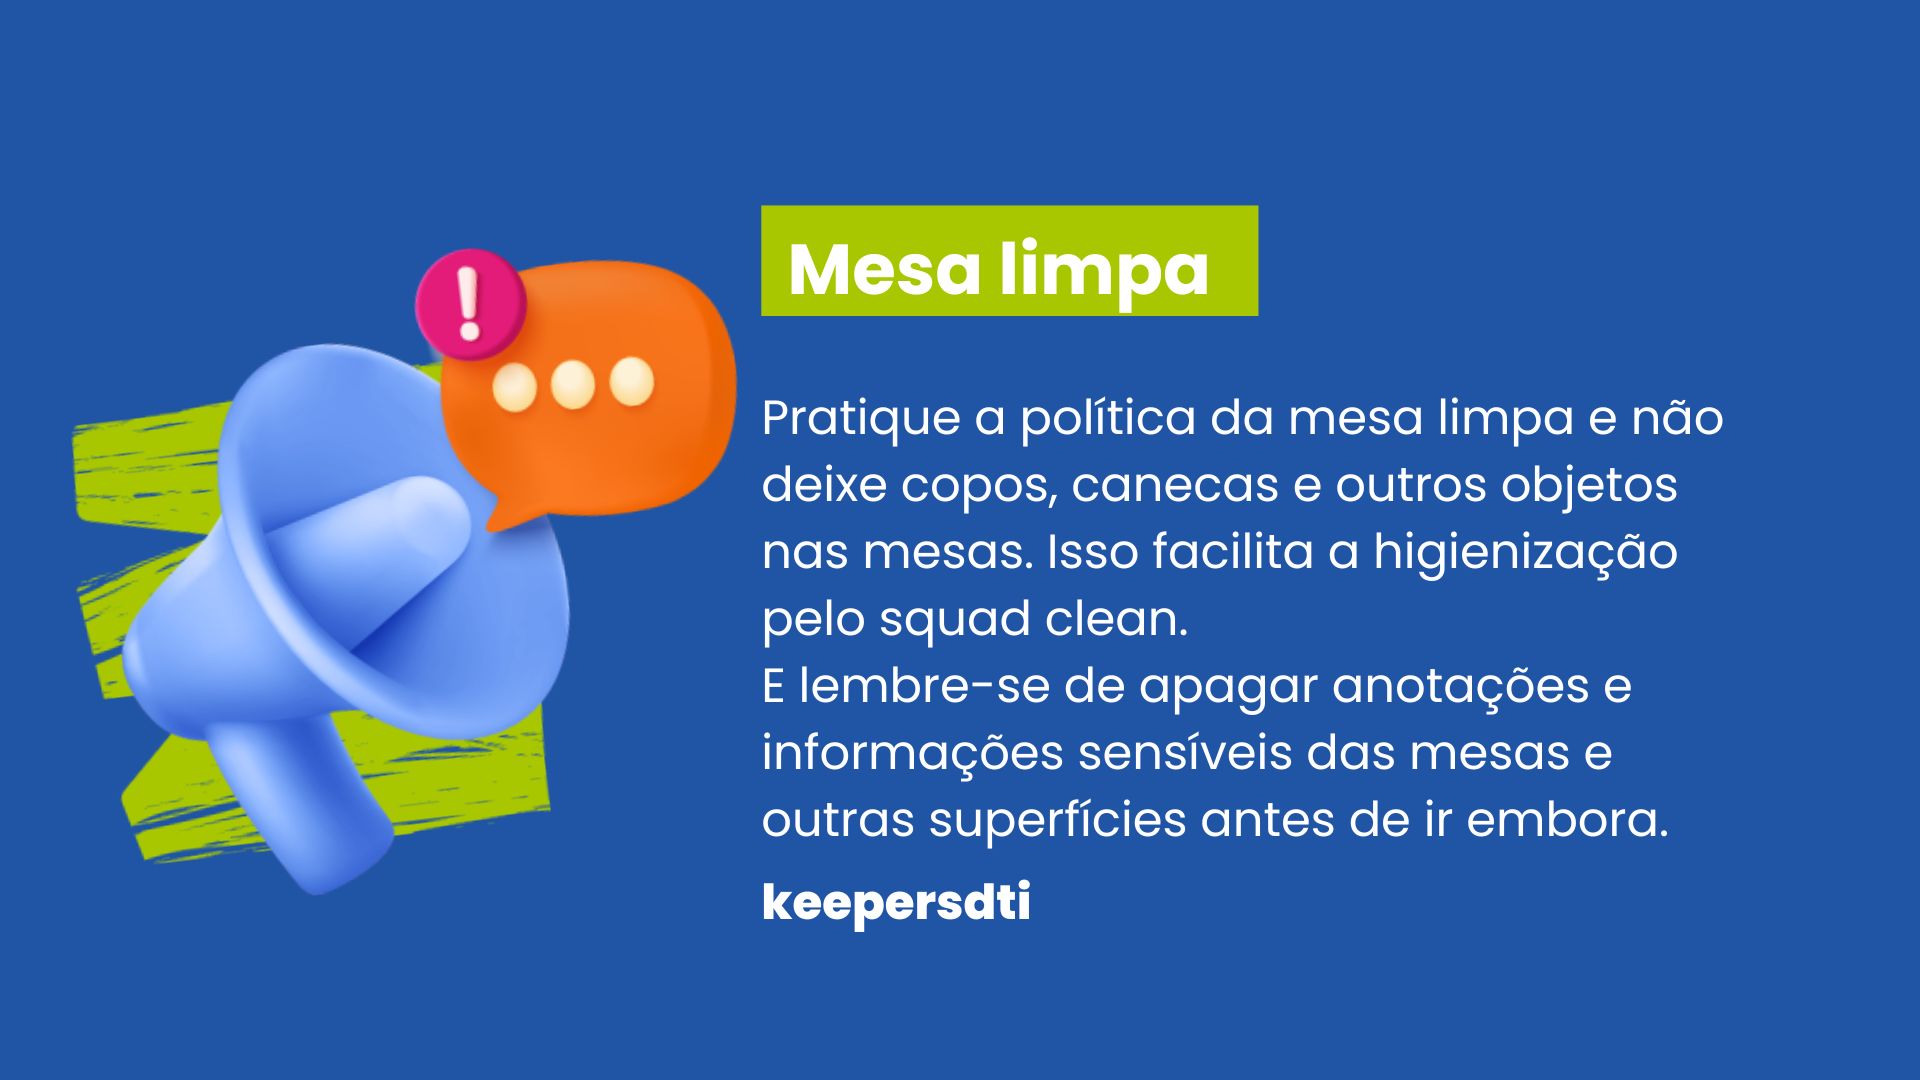 Mesa limpa
Pratique a política da mesa limpa e não
deixe copos, canecas e outros objetos
nas mesas. Isso facilita a higienização
pelo squad clean.
E lembre-se de apagar anotações e
informações sensíveis das mesas e
outras superfícies antes de ir embora.
keepersdti